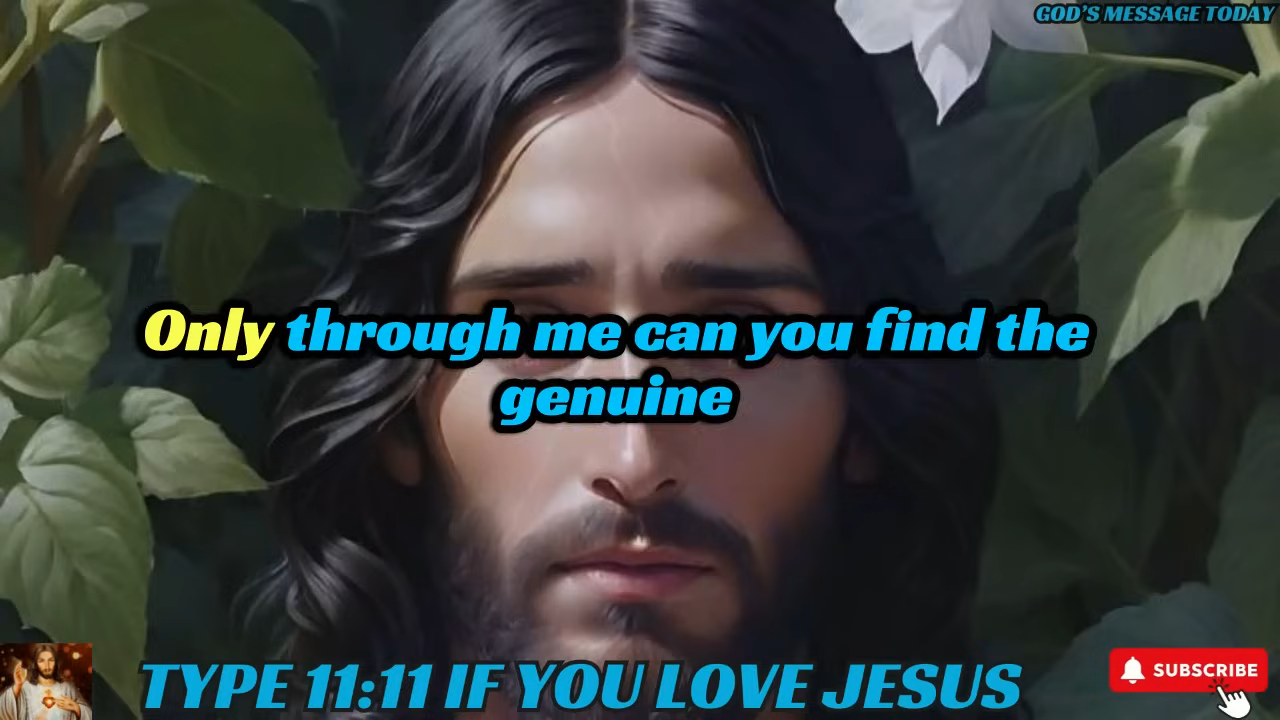 GOD'S MESSAGE TODAY
Only through me can you find the
genuine
TYPE 11:11 IF YOU LOVE JESUS
SUBSCRIBE